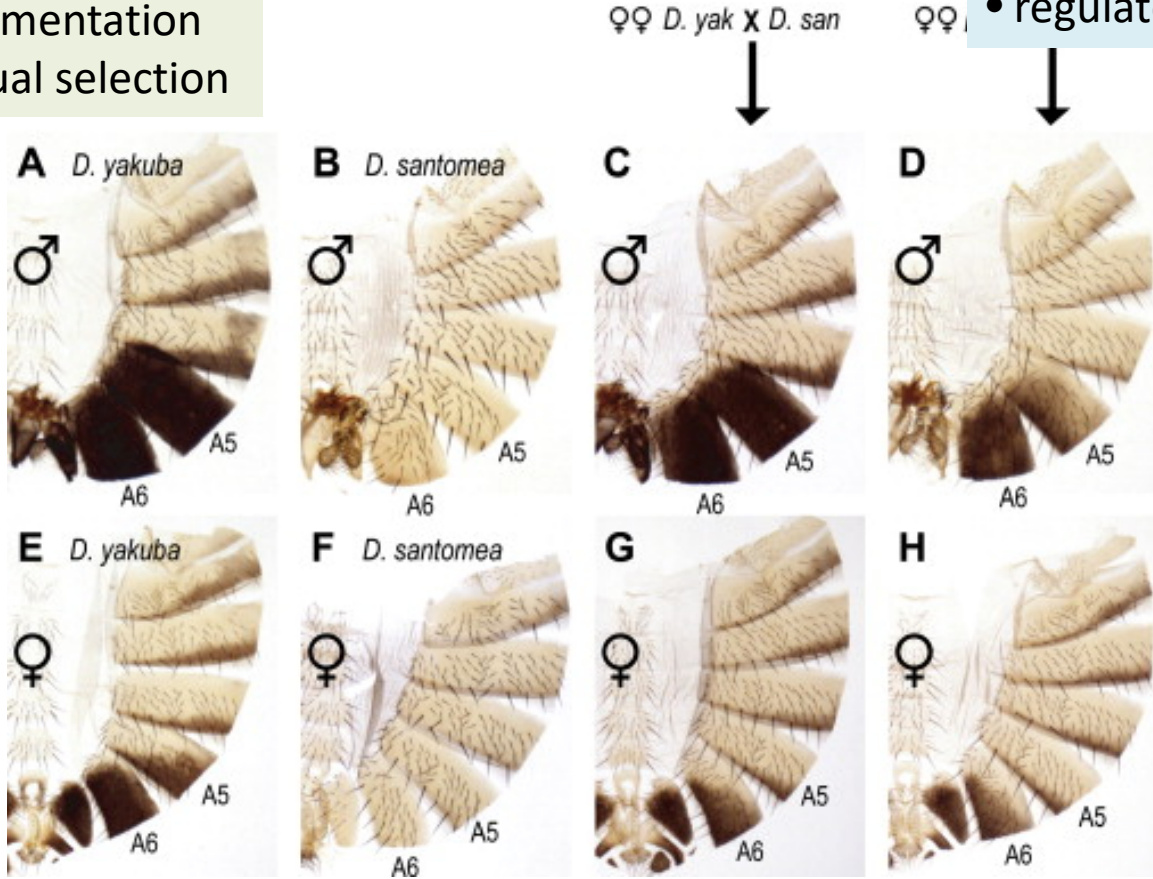 mentation
ual selection
♀♀ D. yak X D. san
♀♀
• regulat
A D. yakuba
B D. santomea
C
D
♂
♂
♂
♂
A5
A5
A5
A5
A6
A6
A6
A6
E D. yakuba
F D. santomea
G
H
♀
♀
♀
♀
A5
A5
A5
A5
A6
A6
A6
A6